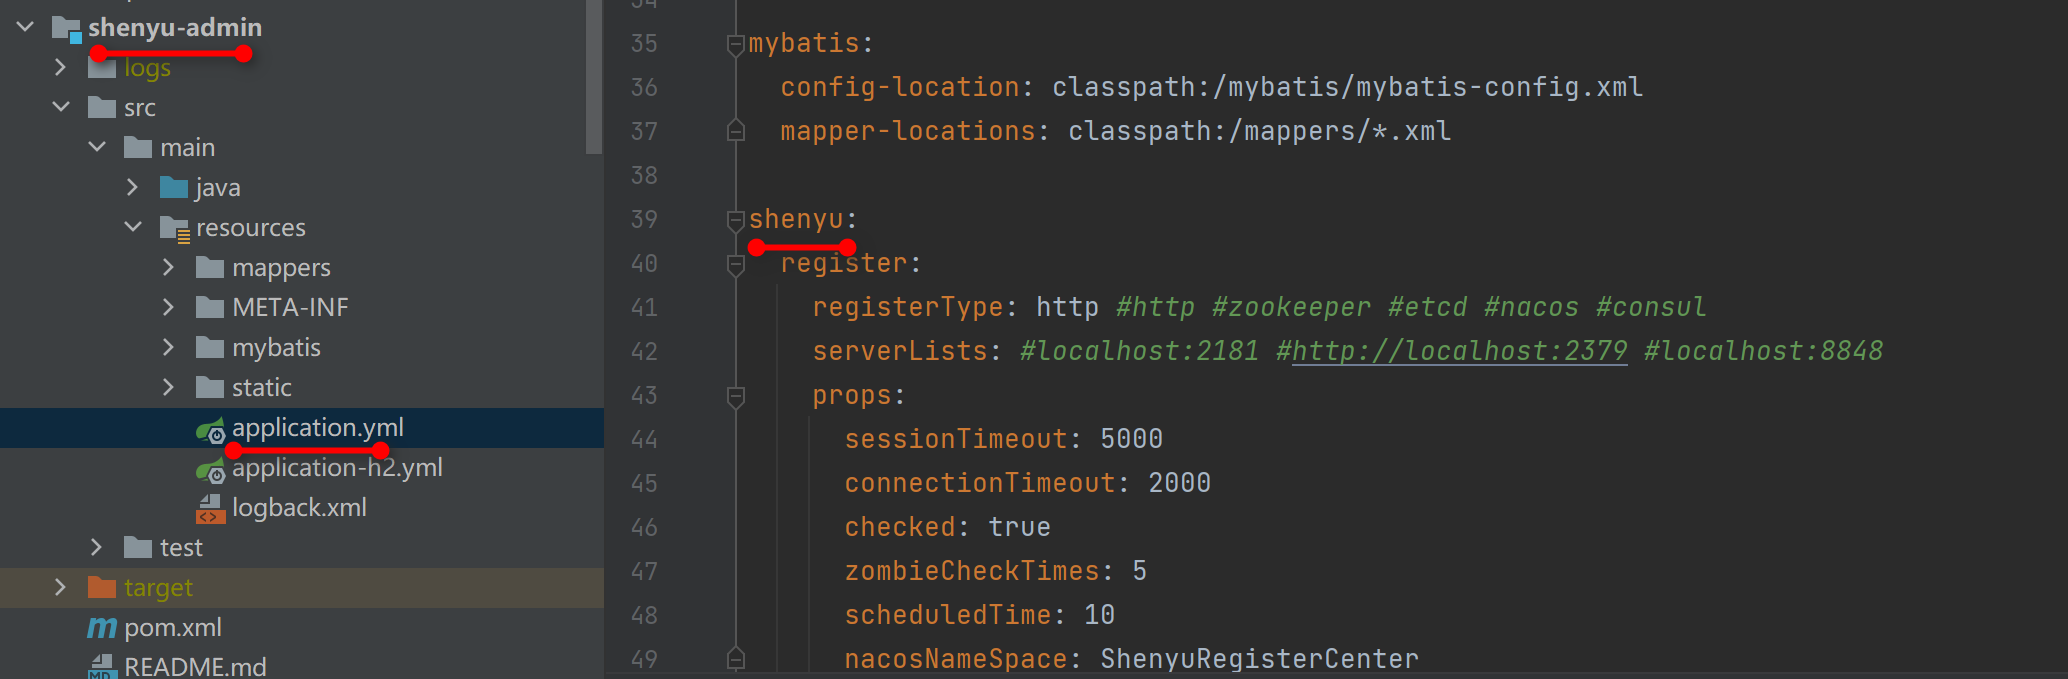 shenyu-admin
logs
src
main
java
resources
mappers
META-INF
mybatis
static
application.yml
application-h2.yml
logback.xml
test
target
pom.xml
README.md
34
35 mybatis:
36 config-location: classpath:/mybatis/mybatis-config.xml
37 mapper-locations: classpath:/mappers/*.xml
38
39 shenyu:
40 register:
41 registerType: http #http #zookeeper #etcd #nacos #consul
42 serverLists: #localhost:2181 #http://localhost:2379 #localhost:8848
43 props:
44 sessionTimeout: 5000
45 connectionTimeout: 2000
46 checked: true
47 zombieCheckTimes: 5
48 scheduledTime: 10
49 nacosNameSpace: ShenyuRegisterCenter